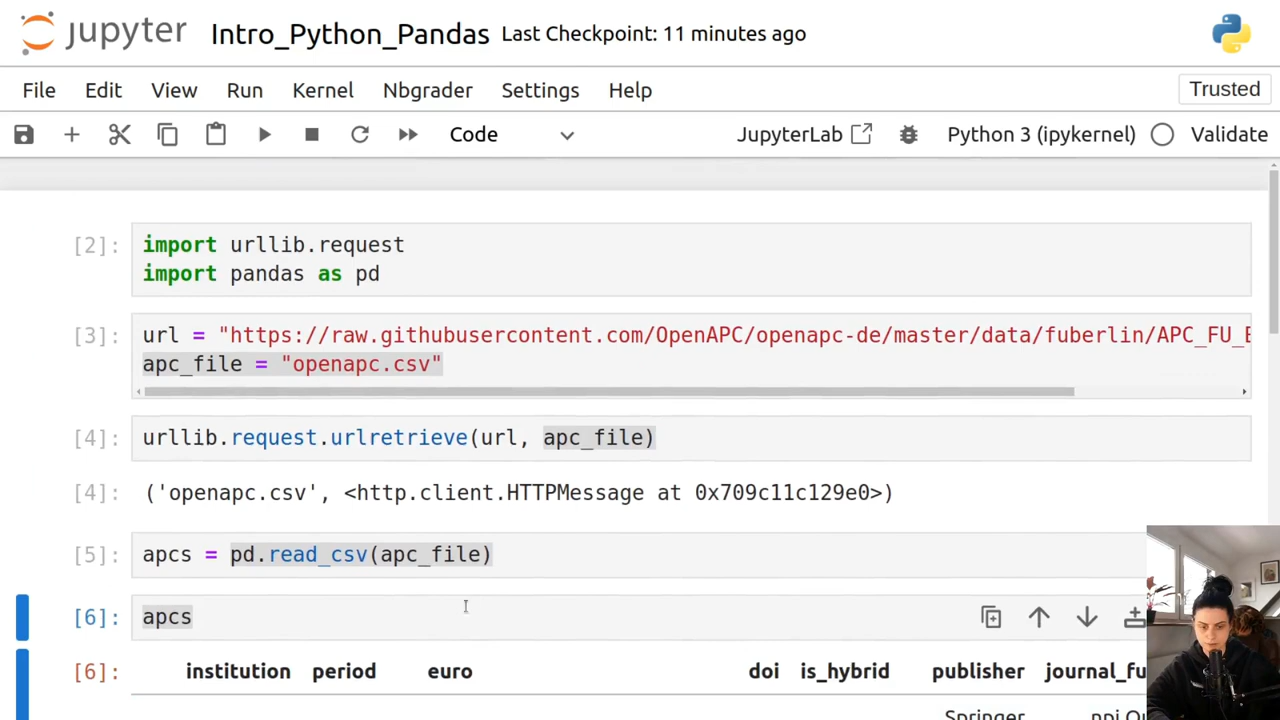 jupyter Intro_Python_Pandas Last Checkpoint: 11 minutes ago
File Edit View Run Kernel Nbgrader Settings Help Trusted
Code JupyterLab Python 3 (ipykernel) Validate
[2]: import urllib.request
import pandas as pd
[3]: url = "https://raw.githubusercontent.com/OpenAPC/openapc-de/master/data/fuberlin/APC_FU_
apc_file = "openapc.csv"
[4]: urllib.request.urlretrieve(url, apc_file)
[4]: ('openapc.csv', <http.client.HTTPMessage at 0x709c11c129e0>)
[5]: apcs = pd.read_csv(apc_file)
[6]: apcs
[6]: institution period euro doi is_hybrid publisher journal_fu
Springer